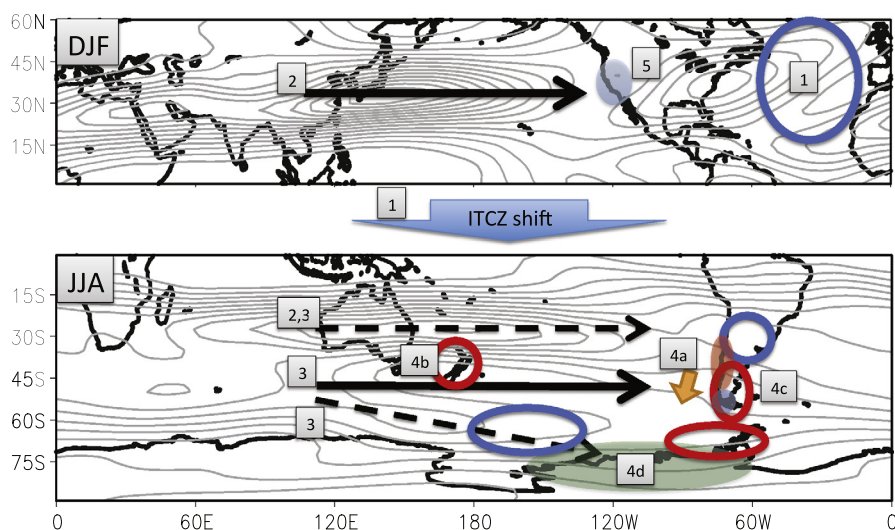 60N
DJF
45N
30N
15N
2
5
1
1
ITCZ shift
JJA
15S
30S
45S
60S
75S
2,3
4b
4a
3
4c
3
4d
0
60E
120E
180
120W
60W
0